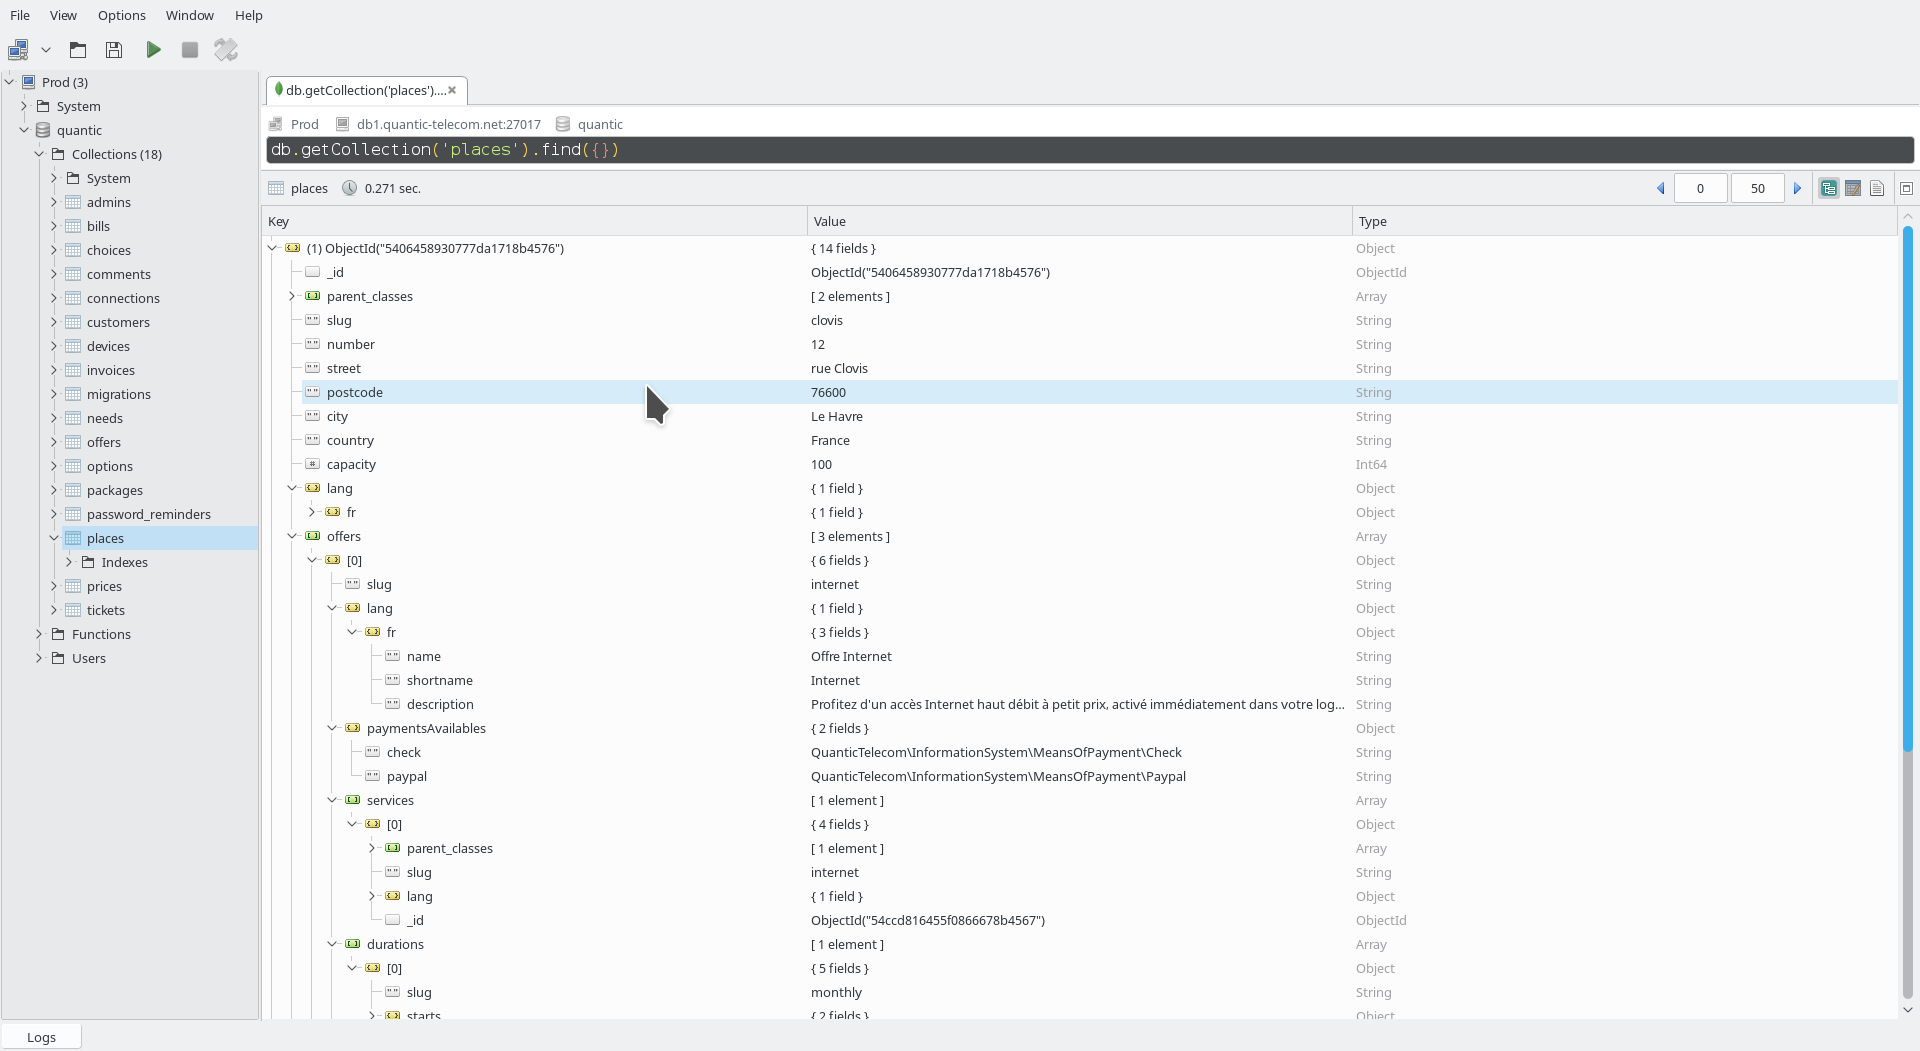 File View Options Window Help
Prod (3)
System
quantic
Collections (18)
System
admins
bills
choices
comments
connections
customers
devices
invoices
migrations
needs
offers
options
packages
password_reminders
places
Indexes
prices
tickets
Functions
Users
Logs
db.getCollection('places')....
Prod db1.quantic-telecom.net:27017 quantic
db.getCollection('places').find({})
places 0.271 sec. 0 50
Key Value Type
(1) ObjectId("5406458930777da1718b4576") { 14 fields } Object
_id ObjectId("5406458930777da1718b4576") ObjectId
parent_classes [ 2 elements ] Array
slug clovis String
number 12 String
street rue Clovis String
postcode 76600 String
city Le Havre String
country France String
capacity 100 Int64
lang { 1 field } Object
fr { 1 field } Object
offers [ 3 elements ] Array
[0] { 6 fields } Object
slug internet String
lang { 1 field } Object
fr { 3 fields } Object
name Offre Internet String
shortname Internet String
description Profitez d'un accès Internet haut débit à petit prix, activé immédiatement dans votre log... String
paymentsAvailables { 2 fields } Object
check QuanticTelecom\InformationSystem\MeansOfPayment\Check String
paypal QuanticTelecom\InformationSystem\MeansOfPayment\Paypal String
services [ 1 element ] Array
[0] { 4 fields } Object
parent_classes [ 1 element ] Array
slug internet String
lang { 1 field } Object
_id ObjectId("54ccd816455f0866678b4567") ObjectId
durations [ 1 element ] Array
[0] { 5 fields } Object
slug monthly String
starts { 2 fields } Object